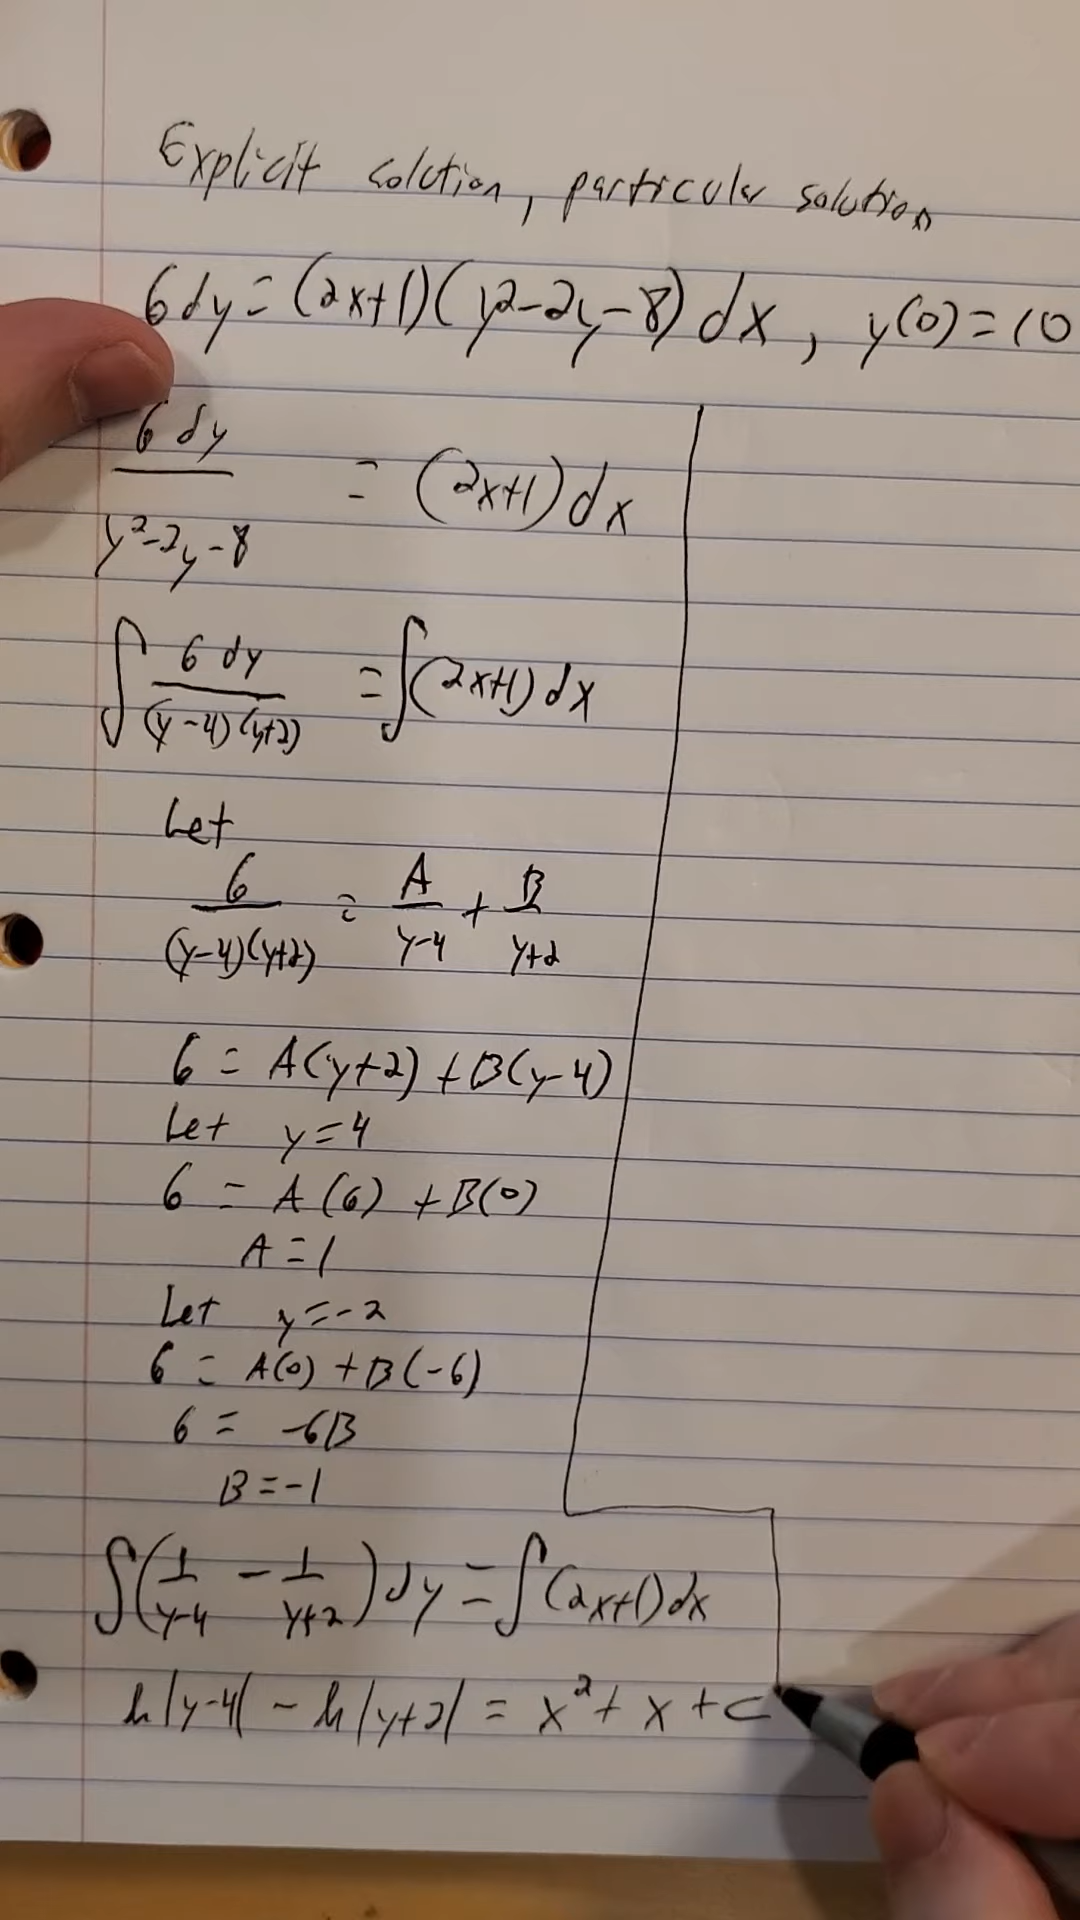 Explicit solution, particular solution
6 dy = (2x+1)(y²-2y-8) dx, y(0)=10
6 dy / y²-2y-8 = (2x+1) dx
∫ 6 dy / (y-4)(y+2) = ∫(2x+1) dx
Let
6 / (y-4)(y+2) = A / y-4 + B / y+2
6 = A(y+2) + B(y-4)
Let y=4
6 = A(6) + B(0)
A = 1
Let y=-2
6 = A(0) + B(-6)
6 = -6B
B = -1
∫(1 / y-4 - 1 / y+2) dy = ∫(2x+1) dx
ln|y-4| - ln|y+2| = x² + x + C